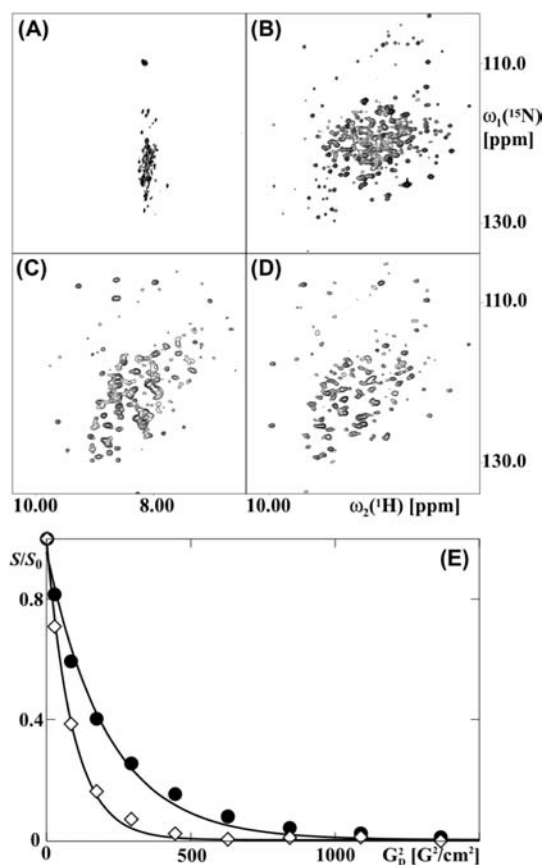 (A) (B)
110.0
ω₁(¹⁵N)
[ppm]
130.0
(C) (D)
110.0
130.0
10.00 8.00 10.00 ω₂(¹H) [ppm]
S/S₀ (E)
0.8
0.4
0
0 500 1000 G_D² [G²/cm²]